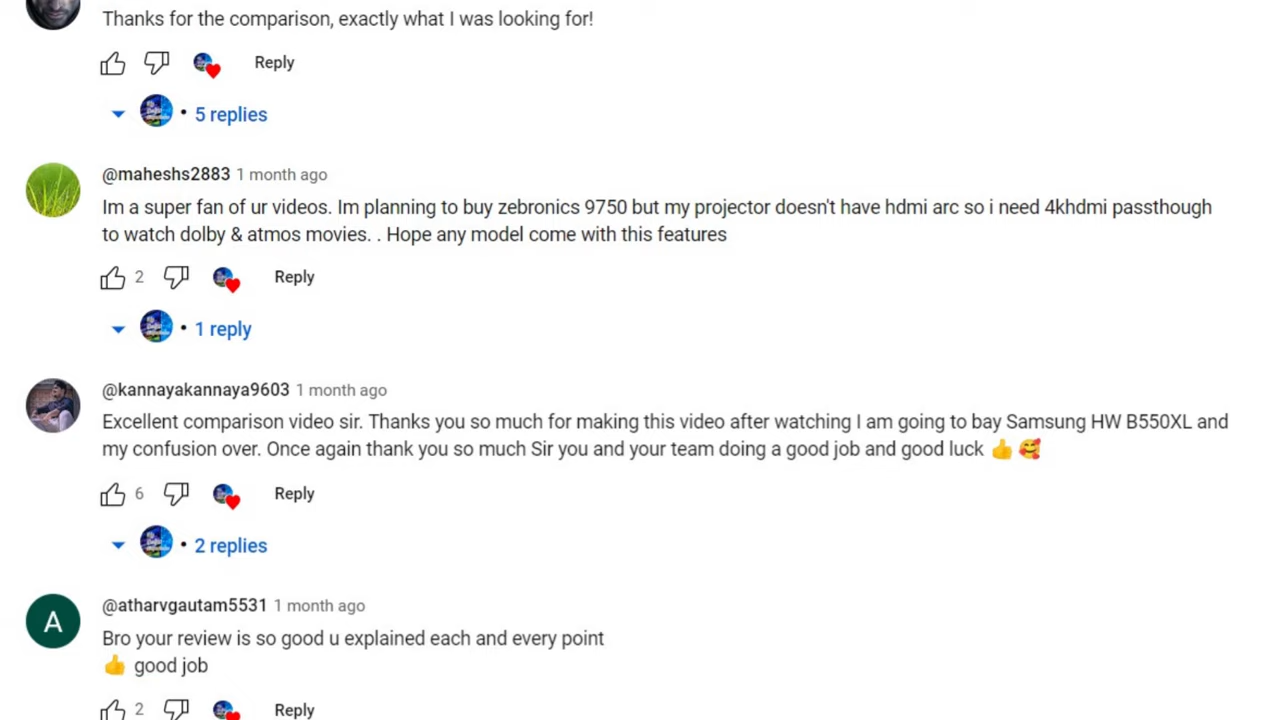 Thanks for the comparison, exactly what I was looking for!
Reply
• 5 replies
@maheshs2883 1 month ago
Im a super fan of ur videos. Im planning to buy zebronics 9750 but my projector doesn't have hdmi arc so i need 4khdmi passthough
to watch dolby & atmos movies. . Hope any model come with this features
2 Reply
• 1 reply
@kannayakannaya9603 1 month ago
Excellent comparison video sir. Thanks you so much for making this video after watching I am going to bay Samsung HW B550XL and
my confusion over. Once again thank you so much Sir you and your team doing a good job and good luck 👍 🥰
6 Reply
• 2 replies
A
@atharvgautam5531 1 month ago
Bro your review is so good u explained each and every point
👍 good job
2 Reply